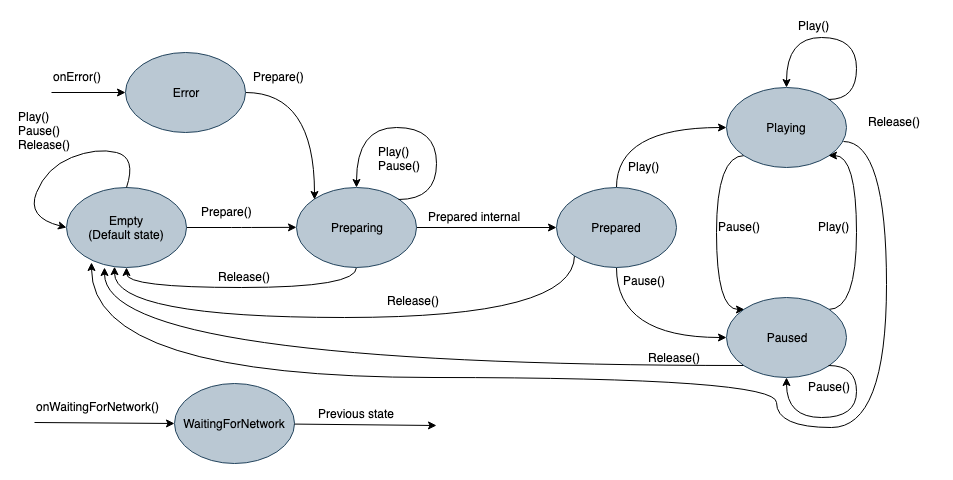 Play()
onError()
Error
Prepare()
Play()
Pause()
Release()
Playing
Release()
Play()
Pause()
Play()
Empty
(Default state)
Prepare()
Preparing
Prepared internal
Prepared
Pause()
Play()
Release()
Release()
Pause()
Paused
Release()
Pause()
onWaitingForNetwork()
WaitingForNetwork
Previous state